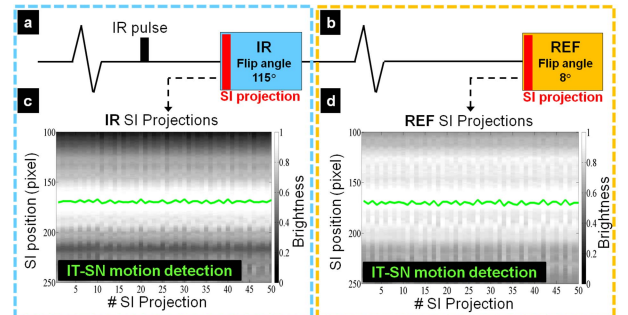 a
IR pulse
IR
Flip angle
115°
SI projection
b
REF
Flip angle
8°
SI projection
c
IR SI Projections
SI position (pixel)
100
150
200
250
IT-SN motion detection
5 10 15 20 25 30 35 40 45 50
# SI Projection
1
0.8
0.6
0.4
0.2
0
Brightness
d
REF SI Projections
SI position (pixel)
100
150
200
250
IT-SN motion detection
5 10 15 20 25 30 35 40 45 50
# SI Projection
1
0.8
0.6
0.4
0.2
0
Brightness